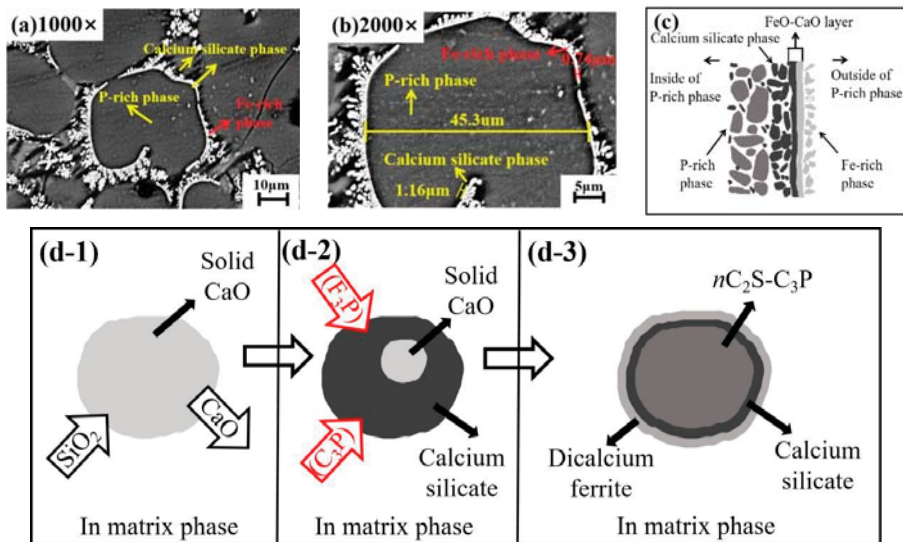 (a)1000×
Calcium silicate phase
P-rich phase
Fe-rich
phase
10μm
(b)2000×
Fe-rich phase
0.74μm
P-rich phase
45.3um
Calcium silicate phase
1.16μm
5μm
(c)
FeO-CaO layer
Calcium silicate phase
Inside of
P-rich phase
Outside of
P-rich phase
P-rich
phase
Fe-rich
phase
(d-1)
Solid
CaO
SiO2
CaO
In matrix phase
(d-2)
(F3P)
Solid
CaO
(C3P)
Calcium
silicate
In matrix phase
(d-3)
nC2S-C3P
Dicalcium
ferrite
Calcium
silicate
In matrix phase